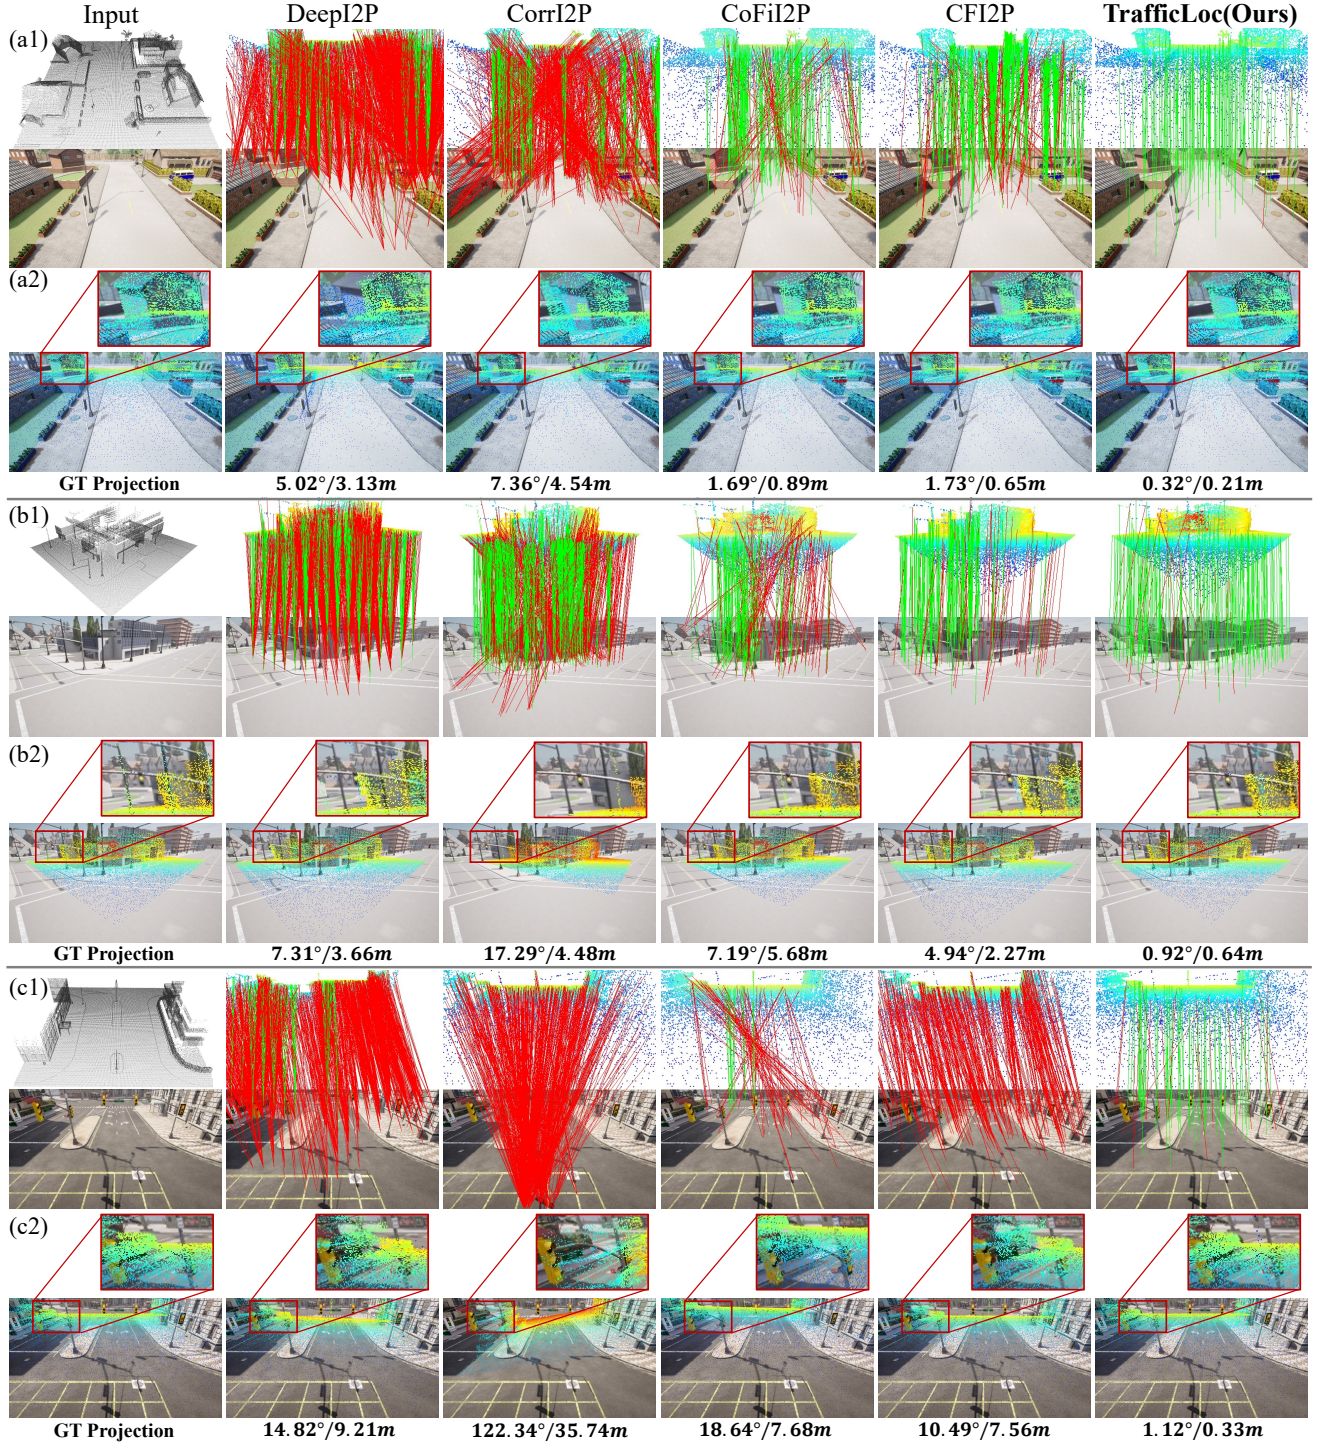 Input DeepI2P CorrI2P CoFiI2P CFI2P TrafficLoc(Ours)
(a1)
(a2)
GT Projection 5.02°/3.13m 7.36°/4.54m 1.69°/0.89m 1.73°/0.65m 0.32°/0.21m
(b1)
(b2)
GT Projection 7.31°/3.66m 17.29°/4.48m 7.19°/5.68m 4.94°/2.27m 0.92°/0.64m
(c1)
(c2)
GT Projection 14.82°/9.21m 122.34°/35.74m 18.64°/7.68m 10.49°/7.56m 1.12°/0.33m